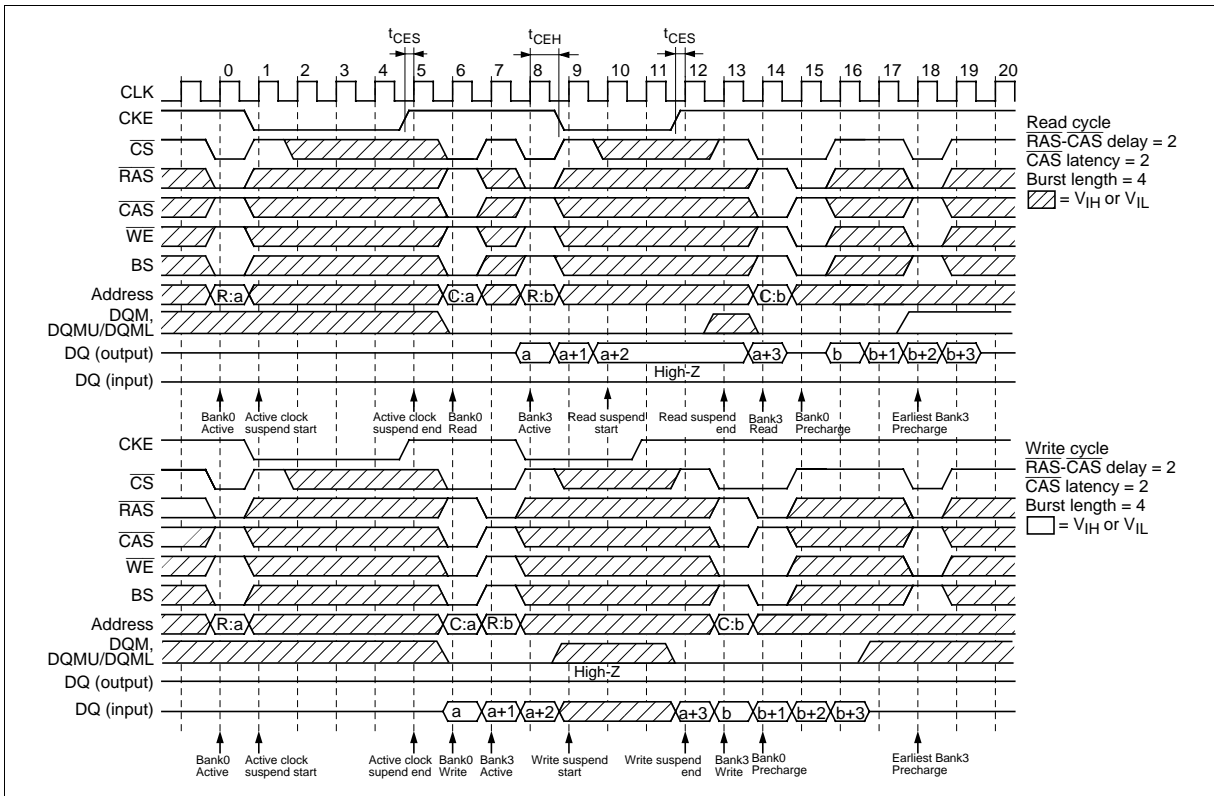 tCES tCEH tCES
0 1 2 3 4 5 6 7 8 9 10 11 12 13 14 15 16 17 18 19 20
CLK
CKE
CS
RAS
CAS
WE
BS
Address R:a C:a R:b C:b
DQM,
DQMU/DQML
DQ (output) a a+1 a+2 a+3 b b+1 b+2 b+3
High-Z
DQ (input)
Bank0
Active
Active clock
suspend start
Active clock
suspend end
Bank0
Read
Bank3
Active
Read suspend
start
Read suspend
end
Bank3
Read
Bank0
Precharge
Earliest Bank3
Precharge
Read cycle
RAS-CAS delay = 2
CAS latency = 2
Burst length = 4
= VIH or VIL
CKE
CS
RAS
CAS
WE
BS
Address R:a C:a R:b C:b
DQM,
DQMU/DQML
High-Z
DQ (output)
DQ (input) a a+1 a+2 a+3 b b+1 b+2 b+3
Bank0
Active
Active clock
suspend start
Active clock
supend end
Bank0
Write
Bank3
Active
Write suspend
start
Write suspend
end
Bank3
Write
Bank0
Precharge
Earliest Bank3
Precharge
Write cycle
RAS-CAS delay = 2
CAS latency = 2
Burst length = 4
= VIH or VIL